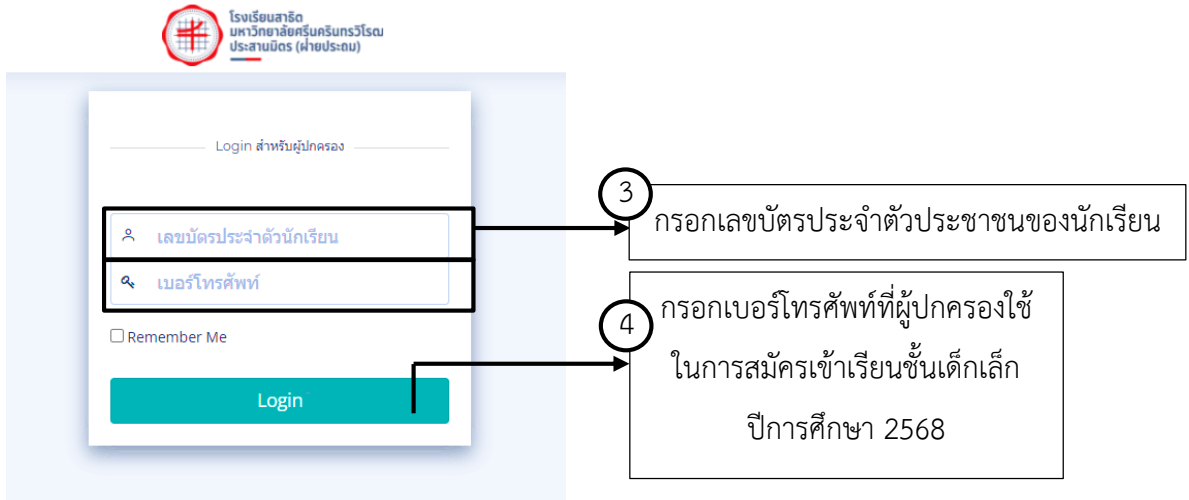 โรงเรียนสาธิต
มหาวิทยาลัยศรีนครินทรวิโรฒ
ประสานมิตร (ฝ่ายประถม)
Login สำหรับผู้ปกครอง
เลขบัตรประจำตัวนักเรียน
เบอร์โทรศัพท์
Remember Me
Login
3
กรอกเลขบัตรประจำตัวประชาชนของนักเรียน
4
กรอกเบอร์โทรศัพท์ที่ผู้ปกครองใช้
ในการสมัครเข้าเรียนชั้นเด็กเล็ก
ปีการศึกษา 2568